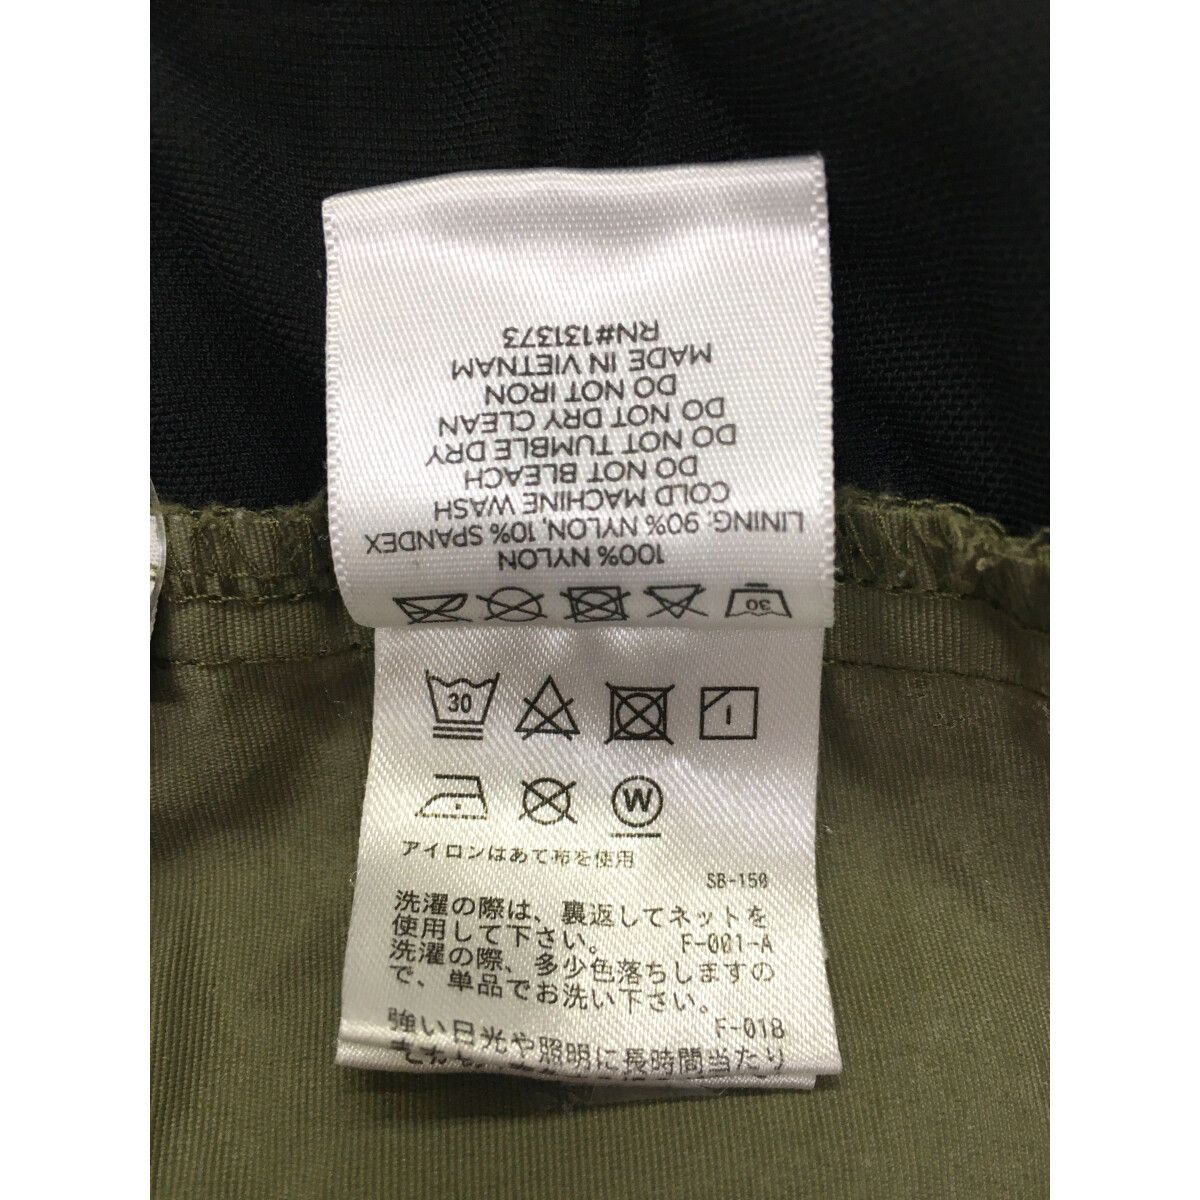 100% NYLON
LINING: 90% NYLON, 10% SPANDEX
COLD MACHINE WASH
DO NOT BLEACH
DO NOT TUMBLE DRY
DO NOT DRY CLEAN
DO NOT IRON
MADE IN VIETNAM
RN#131373
30
30
W
アイロンはあて布を使用
SB-150
洗濯の際は、裏返してネットを
使用して下さい。 F-001-A
洗濯の際、多少色落ちしますの
で、単品でお洗い下さい。
F-018
強い日光や照明に長時間当たり